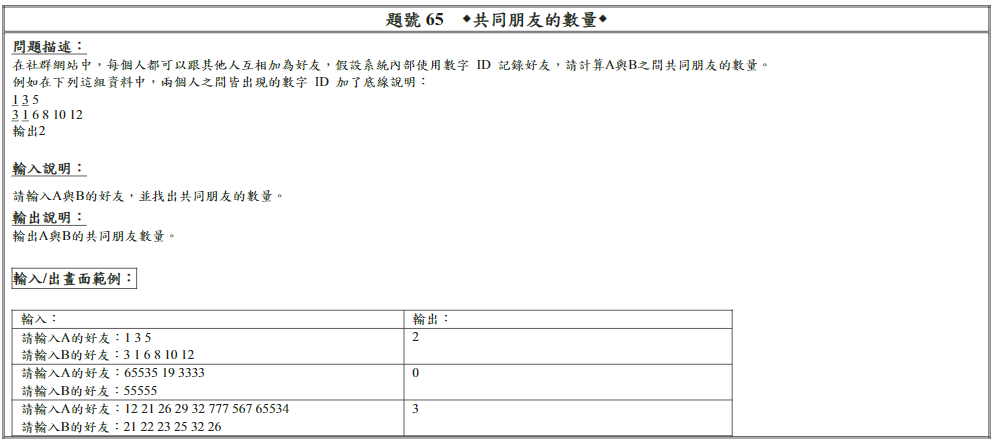 題號 65 ◆共同朋友的數量◆
問題描述：
在社群網站中，每個人都可以跟其他人互相加為好友，假設系統內部使用數字 ID 記錄好友，請計算A與B之間共同朋友的數量。
例如在下列這組資料中，兩個人之間皆出現的數字 ID 加了底線說明：
1 3 5
3 1 6 8 10 12
輸出2
輸入說明：
請輸入A與B的好友，並找出共同朋友的數量。
輸出說明：
輸出A與B的共同朋友數量。
輸入/出畫面範例：
輸入： 輸出：
請輸入A的好友：1 3 5 2
請輸入B的好友：3 1 6 8 10 12
請輸入A的好友：65535 19 3333 0
請輸入B的好友：55555
請輸入A的好友：12 21 26 29 32 777 567 65534 3
請輸入B的好友：21 22 23 25 32 26